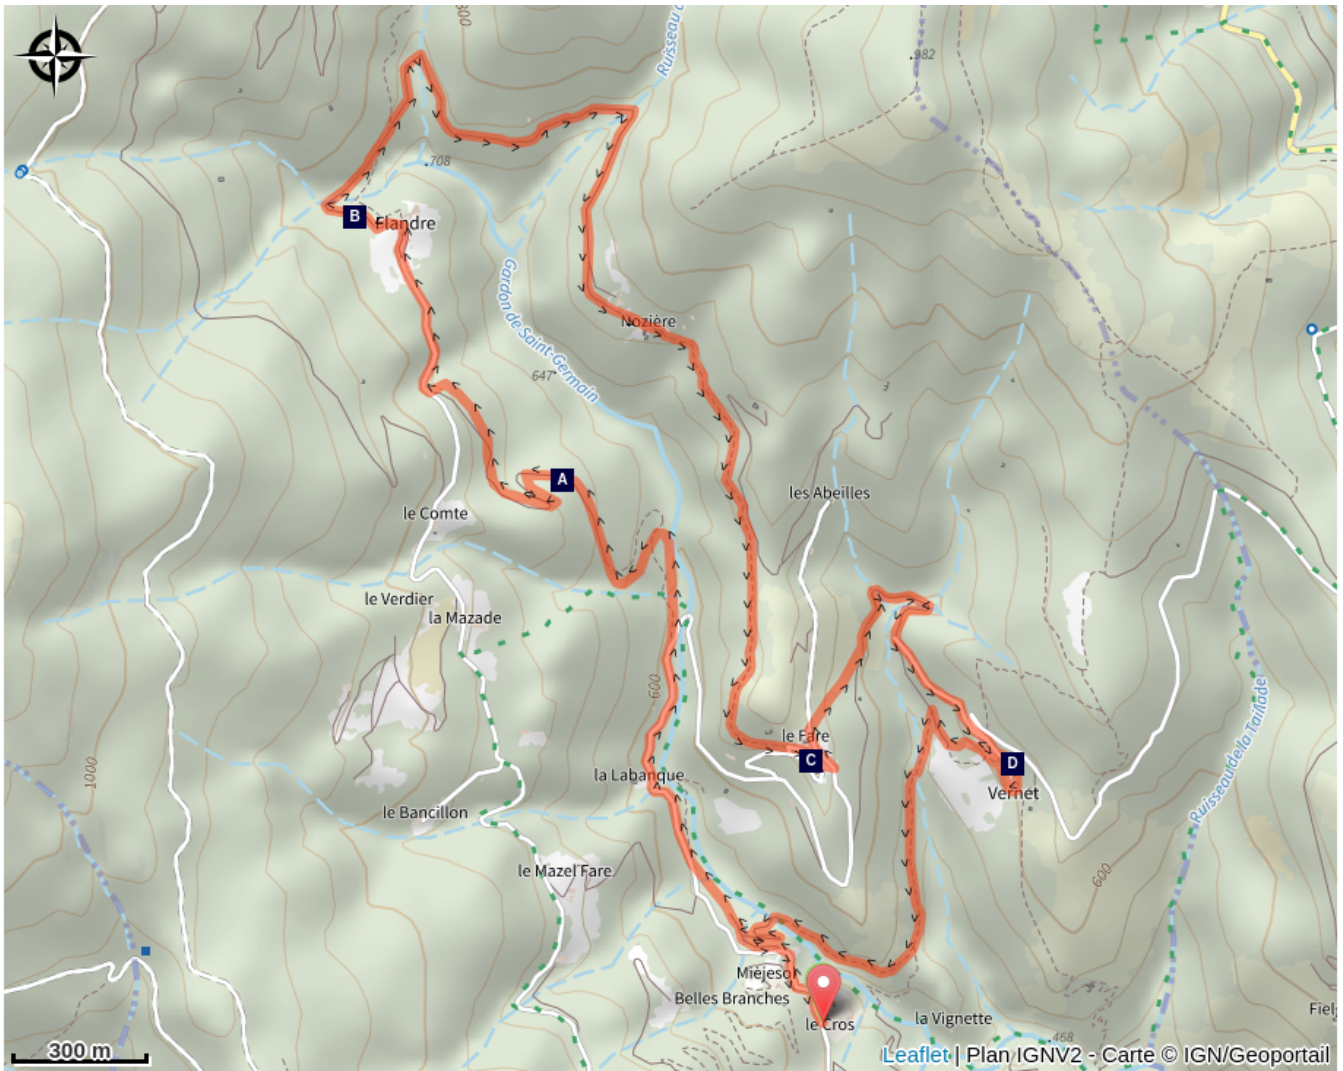 800
Ruisseau
982
708
B
Flandre
Gardon de Saint-Germain
Nozière
647
A
les Abeilles
le Comte
le Verdier
la Mazade
600
le Fare
C
D
Vernet
Ruisseau de la Taillade
1000
la Labanque
le Bancillon
le Mazel Fare
600
Miéjesol
Belles Branches
le Cros
la Vignette
468
Fiel
300 m
Leaflet | Plan IGNV2 - Carte © IGN/Geoportail